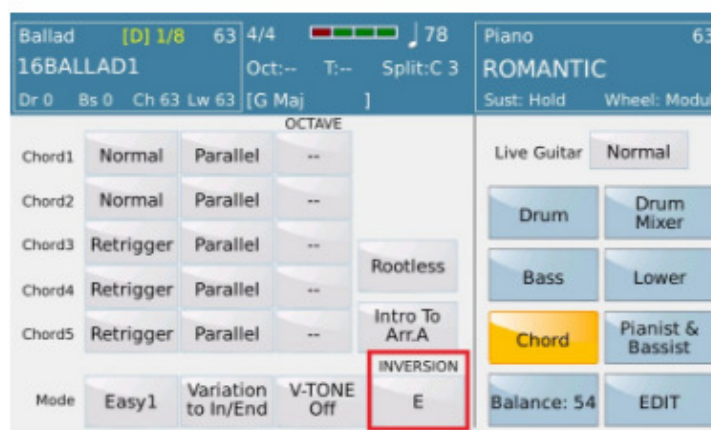 Ballad [D] 1/8 63 4/4 ♩78 Piano 63
16BALLAD1 Oct:-- T:-- Split:C 3 ROMANTIC
Dr 0 Bs 0 Ch 63 Lw 63 [G Maj ] Sust: Hold Wheel: Modul
OCTAVE
Chord1 Normal Parallel -- Live Guitar Normal
Chord2 Normal Parallel --
Drum Drum
Mixer
Chord3 Retrigger Parallel --
Rootless
Bass Lower
Chord4 Retrigger Parallel --
Intro To
Arr.A
Chord5 Retrigger Parallel --
Chord Pianist &
Bassist
INVERSION
Mode Easy1 Variation
to In/End
V-TONE
Off
E
Balance: 54 EDIT